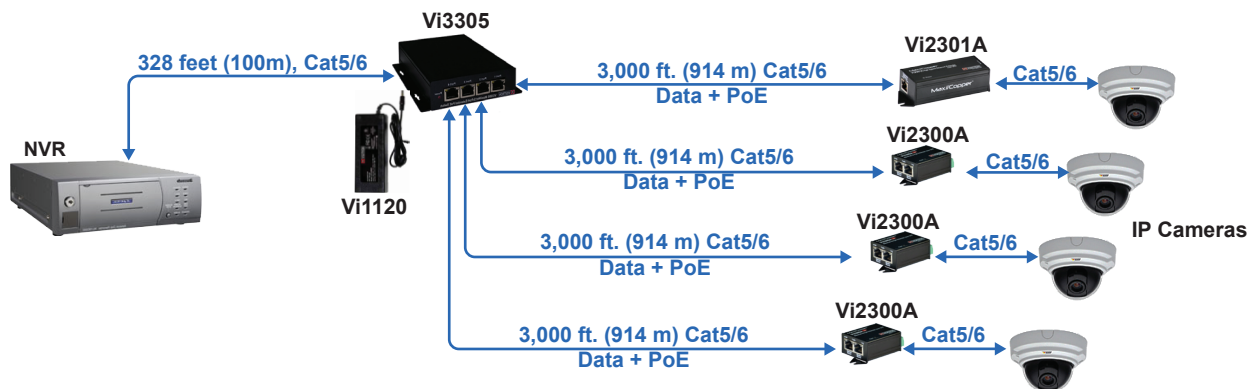 Vi3305
328 feet (100m), Cat5/6
Vi2301A
3,000 ft. (914 m) Cat5/6
Data + PoE
MaxiiCopper
Cat5/6
NVR
Vi1120
Vi2300A
3,000 ft. (914 m) Cat5/6
Data + PoE
Cat5/6
Vi2300A
3,000 ft. (914 m) Cat5/6
Data + PoE
Cat5/6
IP Cameras
Vi2300A
3,000 ft. (914 m) Cat5/6
Data + PoE
Cat5/6